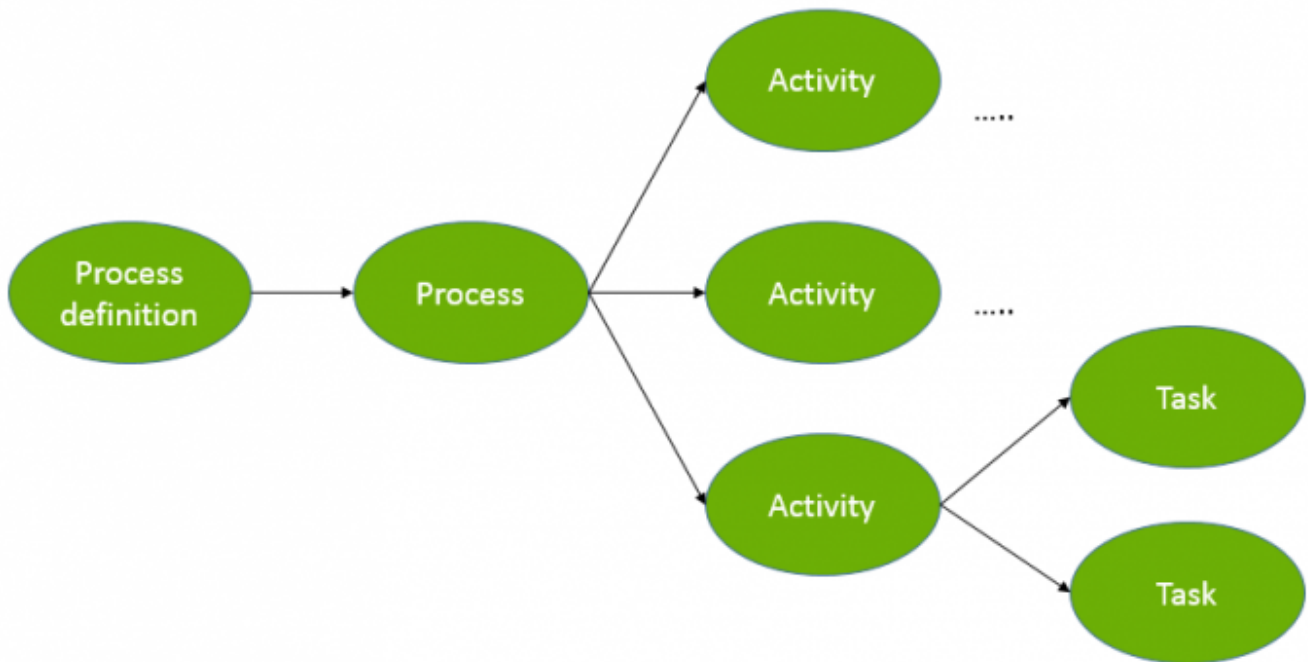 Activity
.....
Process
definition
Process
Activity
.....
Task
Activity
Task